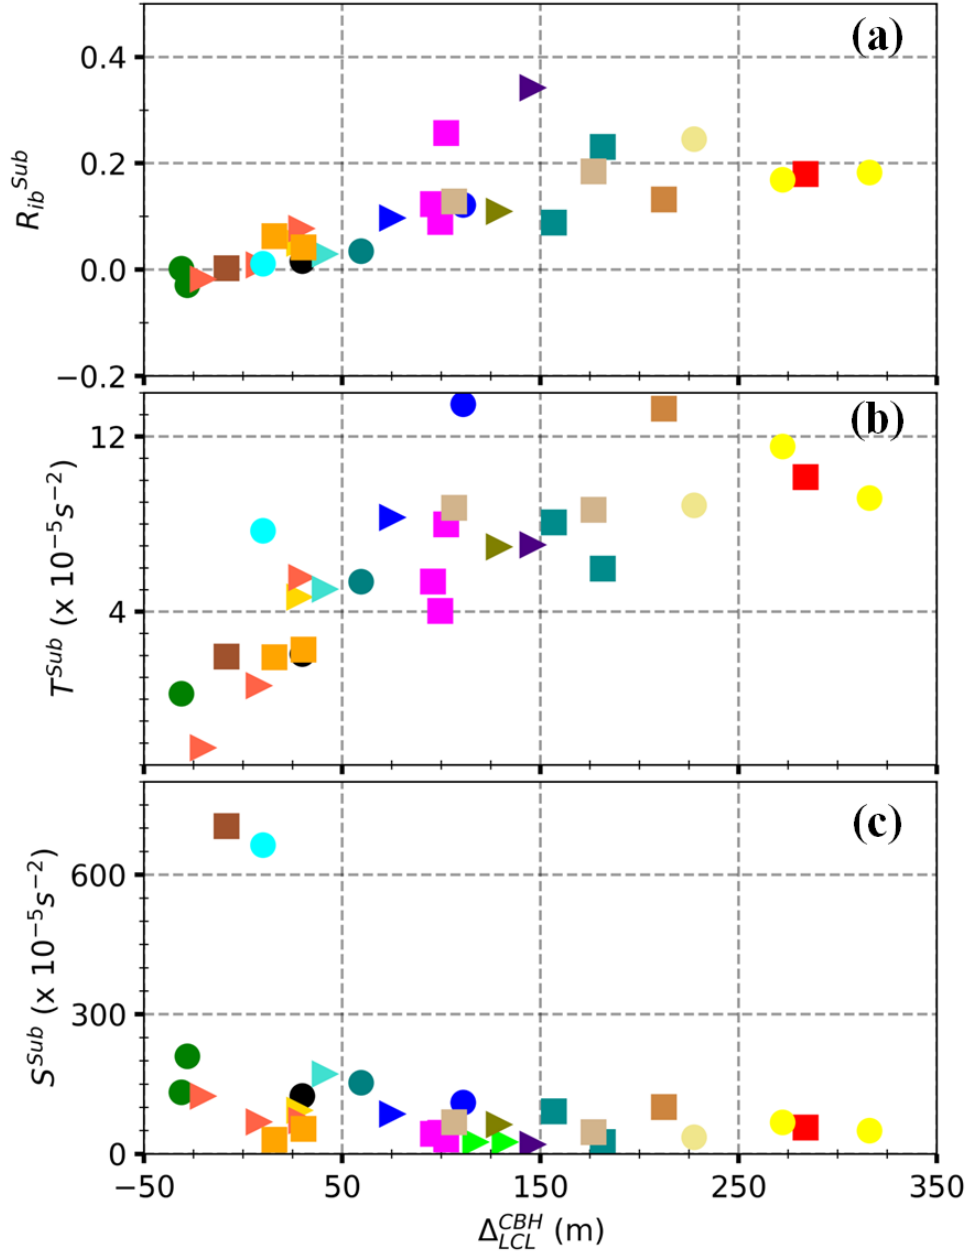 (a)
0.4
0.2
0.0
−0.2
R_ib^Sub
(b)
12
4
T^Sub (x 10^−5 s^−2)
(c)
600
300
0
S^Sub (x 10^−5 s^−2)
−50 50 150 250 350
Δ_LCL^CBH (m)